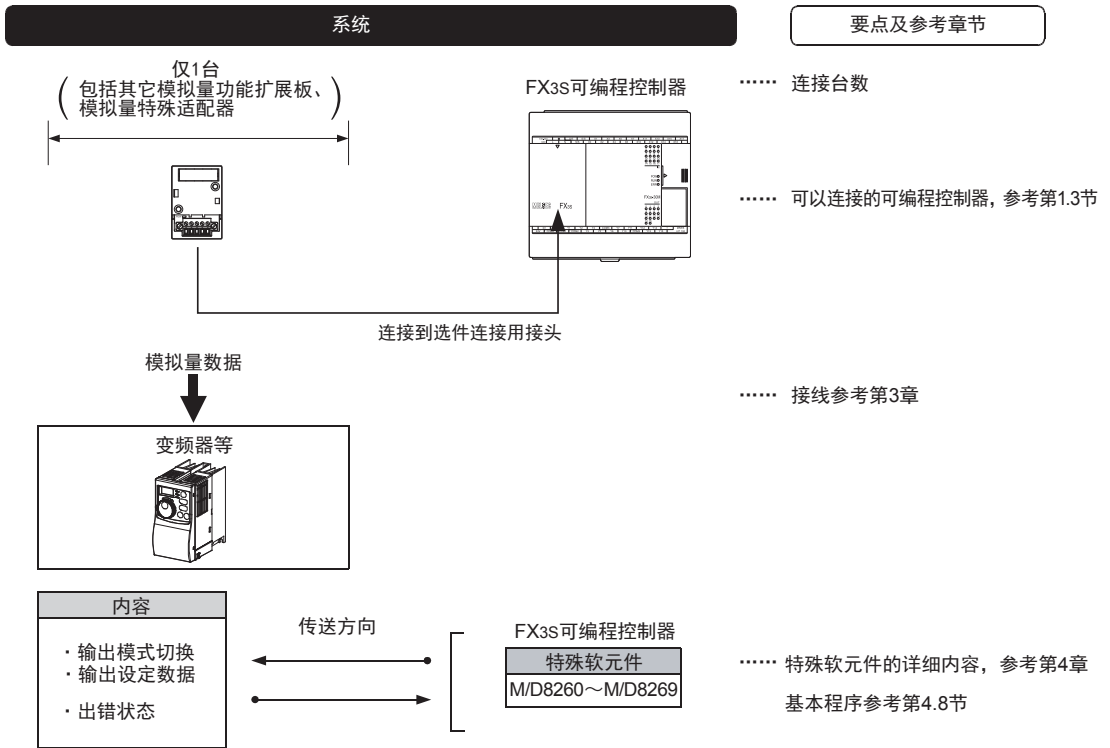 系统
要点及参考章节
仅1台
(包括其它模拟量功能扩展板、
模拟量特殊适配器)
FX3S可编程控制器
…… 连接台数
…… 可以连接的可编程控制器，参考第1.3节
FX3S
连接到选件连接用接头
模拟量数据
…… 接线参考第3章
变频器等
内容
·输出模式切换
·输出设定数据
·出错状态
传送方向
FX3S可编程控制器
特殊软元件
M/D8260～M/D8269
…… 特殊软元件的详细内容，参考第4章
基本程序参考第4.8节